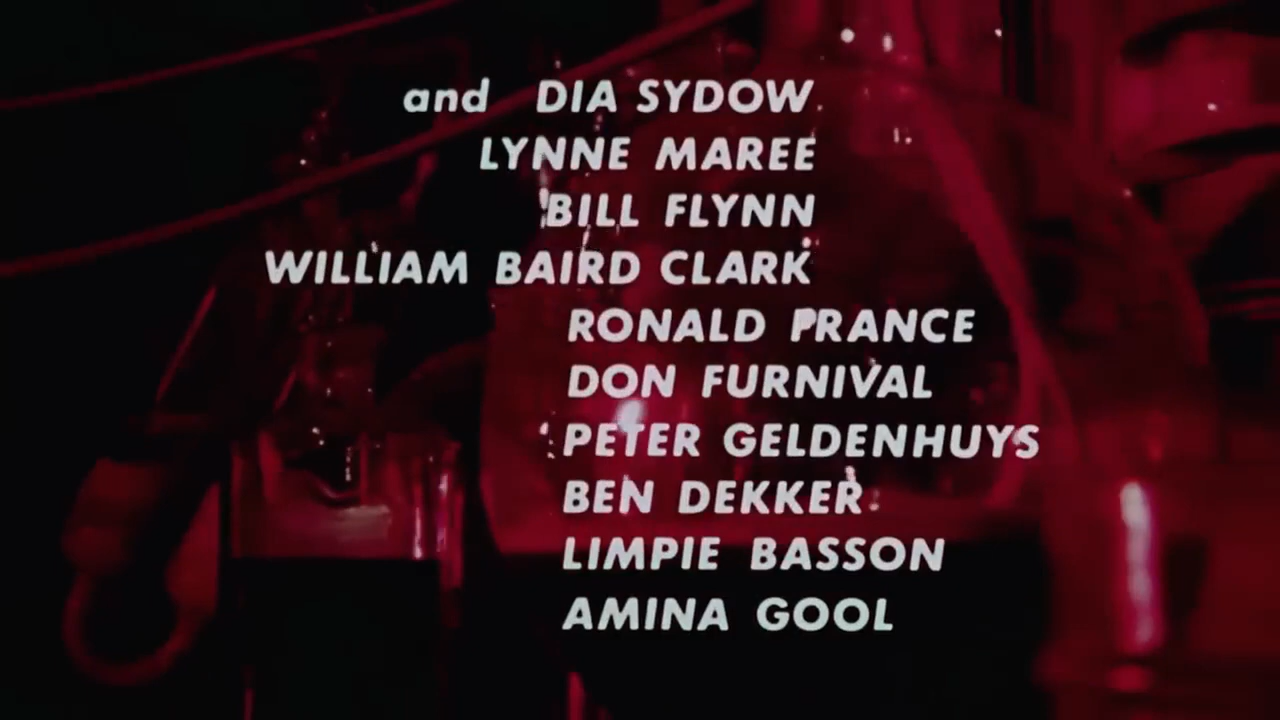 and DIA SYDOW
LYNNE MAREE
BILL FLYNN
WILLIAM BAIRD CLARK
RONALD PRANCE
DON FURNIVAL
PETER GELDENHUYS
BEN DEKKER
LIMPIE BASSON
AMINA GOOL